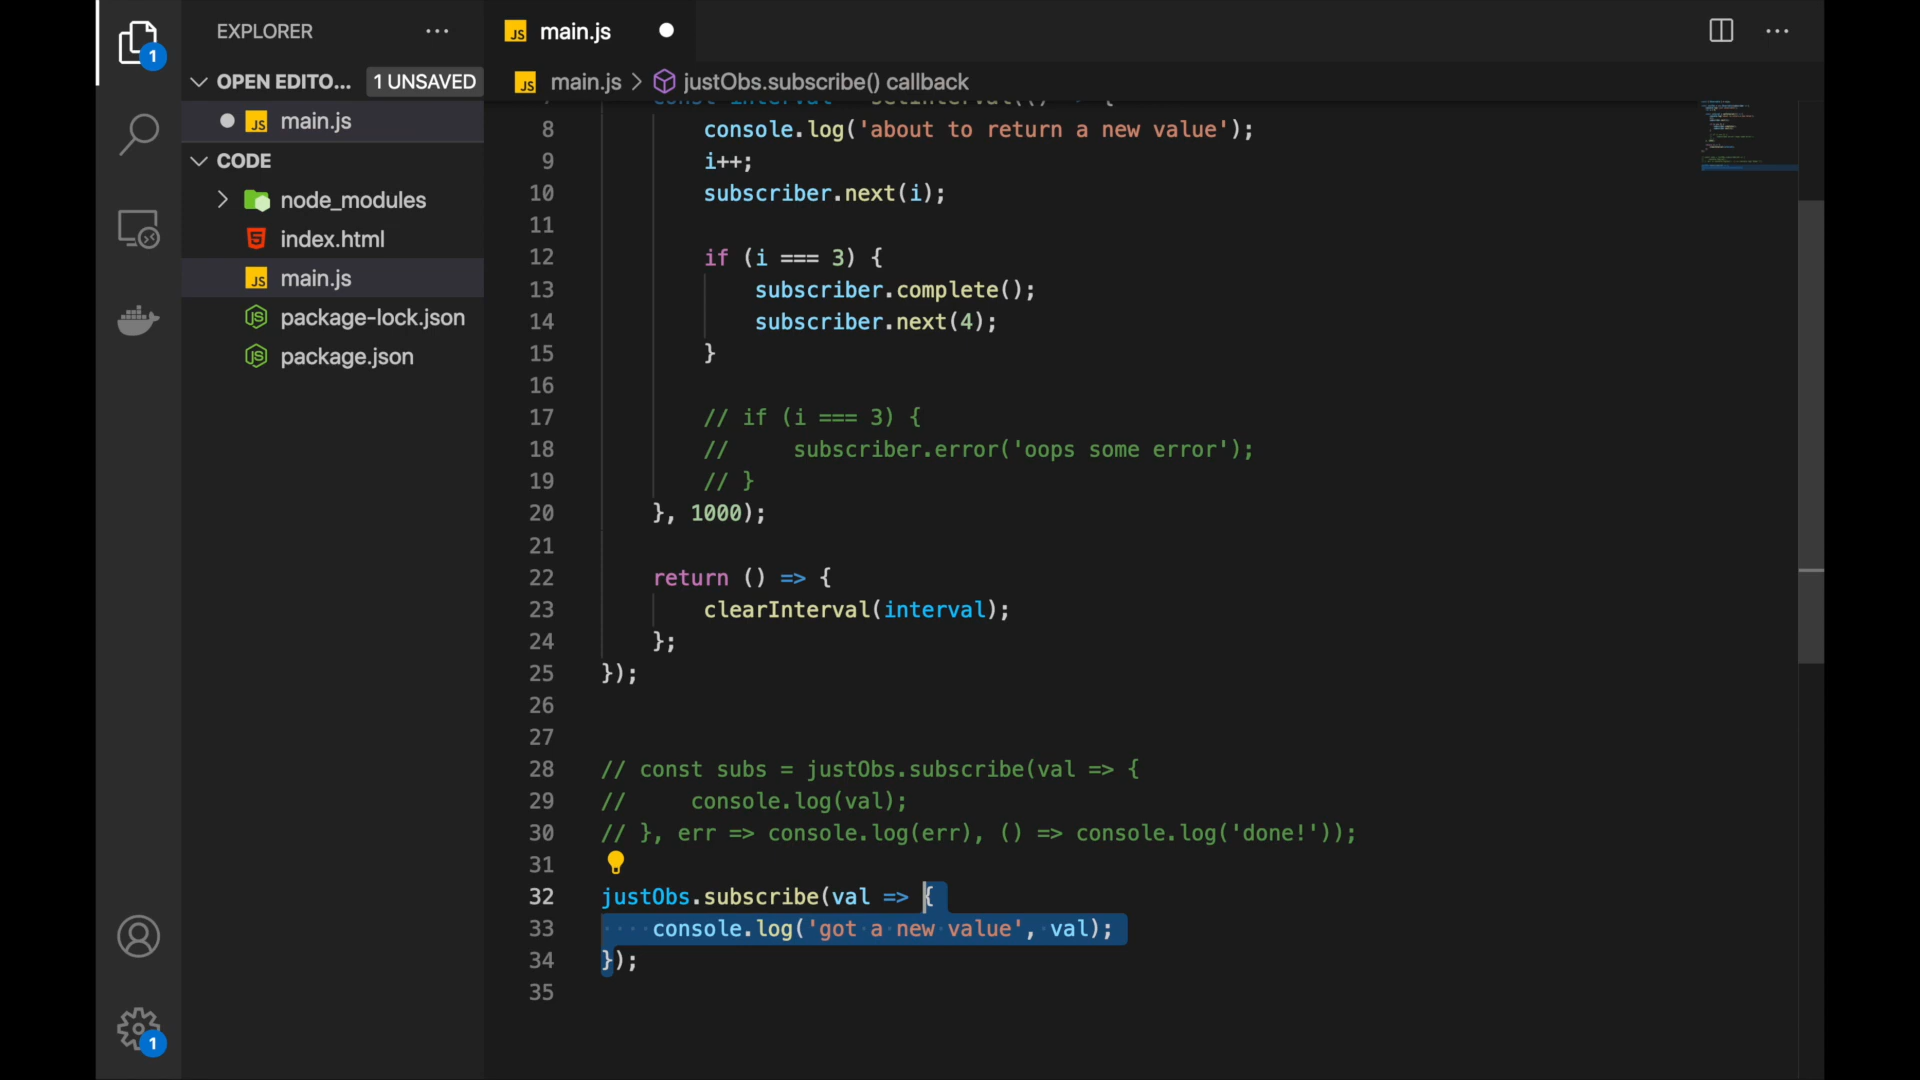 EXPLORER
OPEN EDITO... 1 UNSAVED
main.js
CODE
node_modules
index.html
main.js
package-lock.json
package.json
1
1
main.js
main.js > justObs.subscribe() callback
8 console.log('about to return a new value');
9 i++;
10 subscriber.next(i);
11
12 if (i === 3) {
13 subscriber.complete();
14 subscriber.next(4);
15 }
16
17 // if (i === 3) {
18 //     subscriber.error('oops some error');
19 // }
20 }, 1000);
21
22 return () => {
23 clearInterval(interval);
24 };
25 });
26
27
28 // const subs = justObs.subscribe(val => {
29 //     console.log(val);
30 // }, err => console.log(err), () => console.log('done!'));
31
32 justObs.subscribe(val => {
33 console.log('got a new value', val);
34 });
35